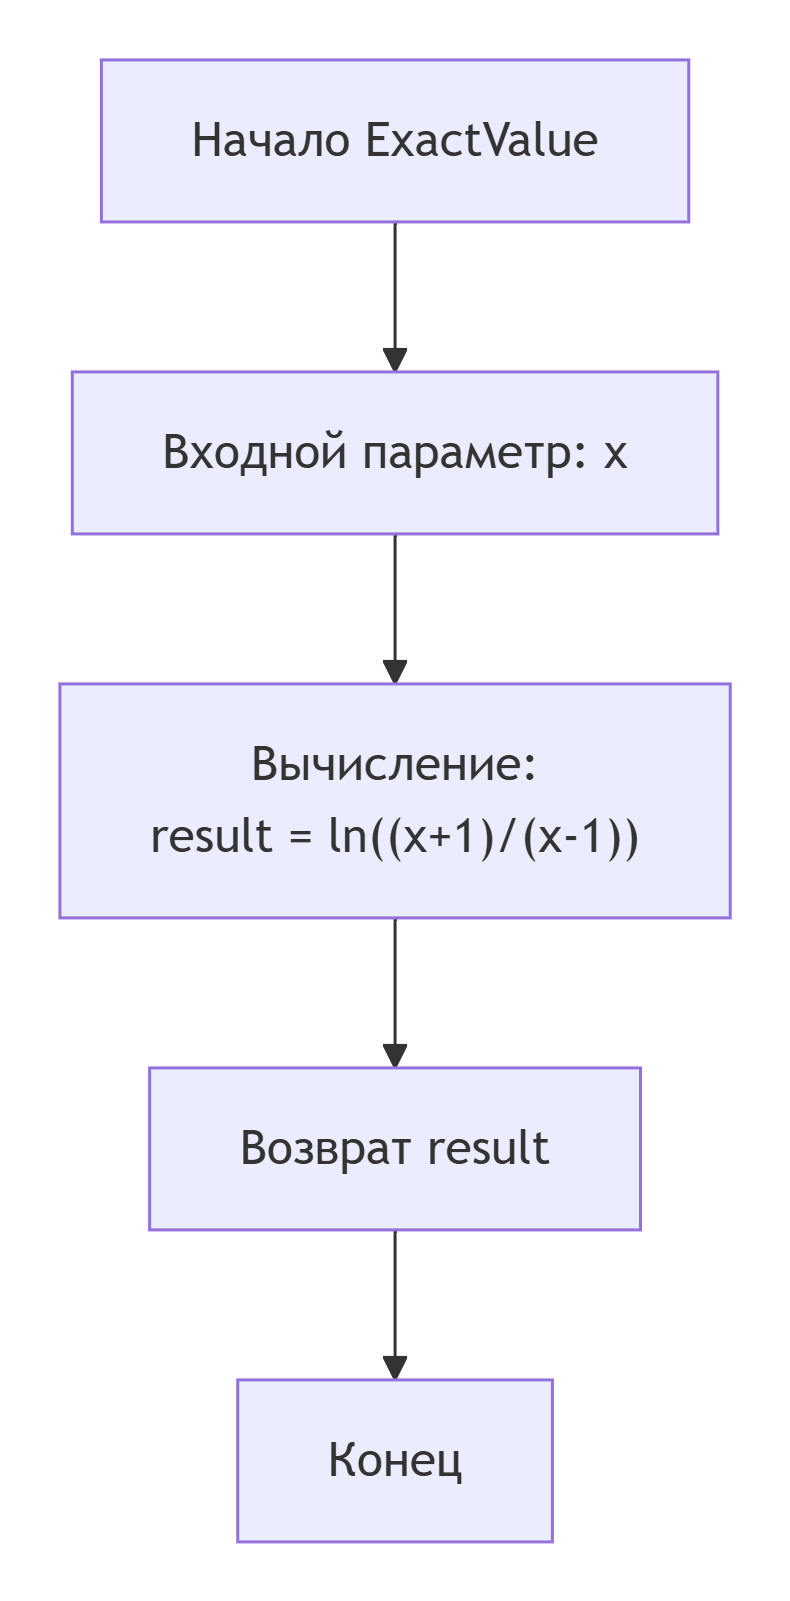 Начало ExactValue
Входной параметр: x
Вычисление:
result = ln((x+1)/(x-1))
Возврат result
Конец